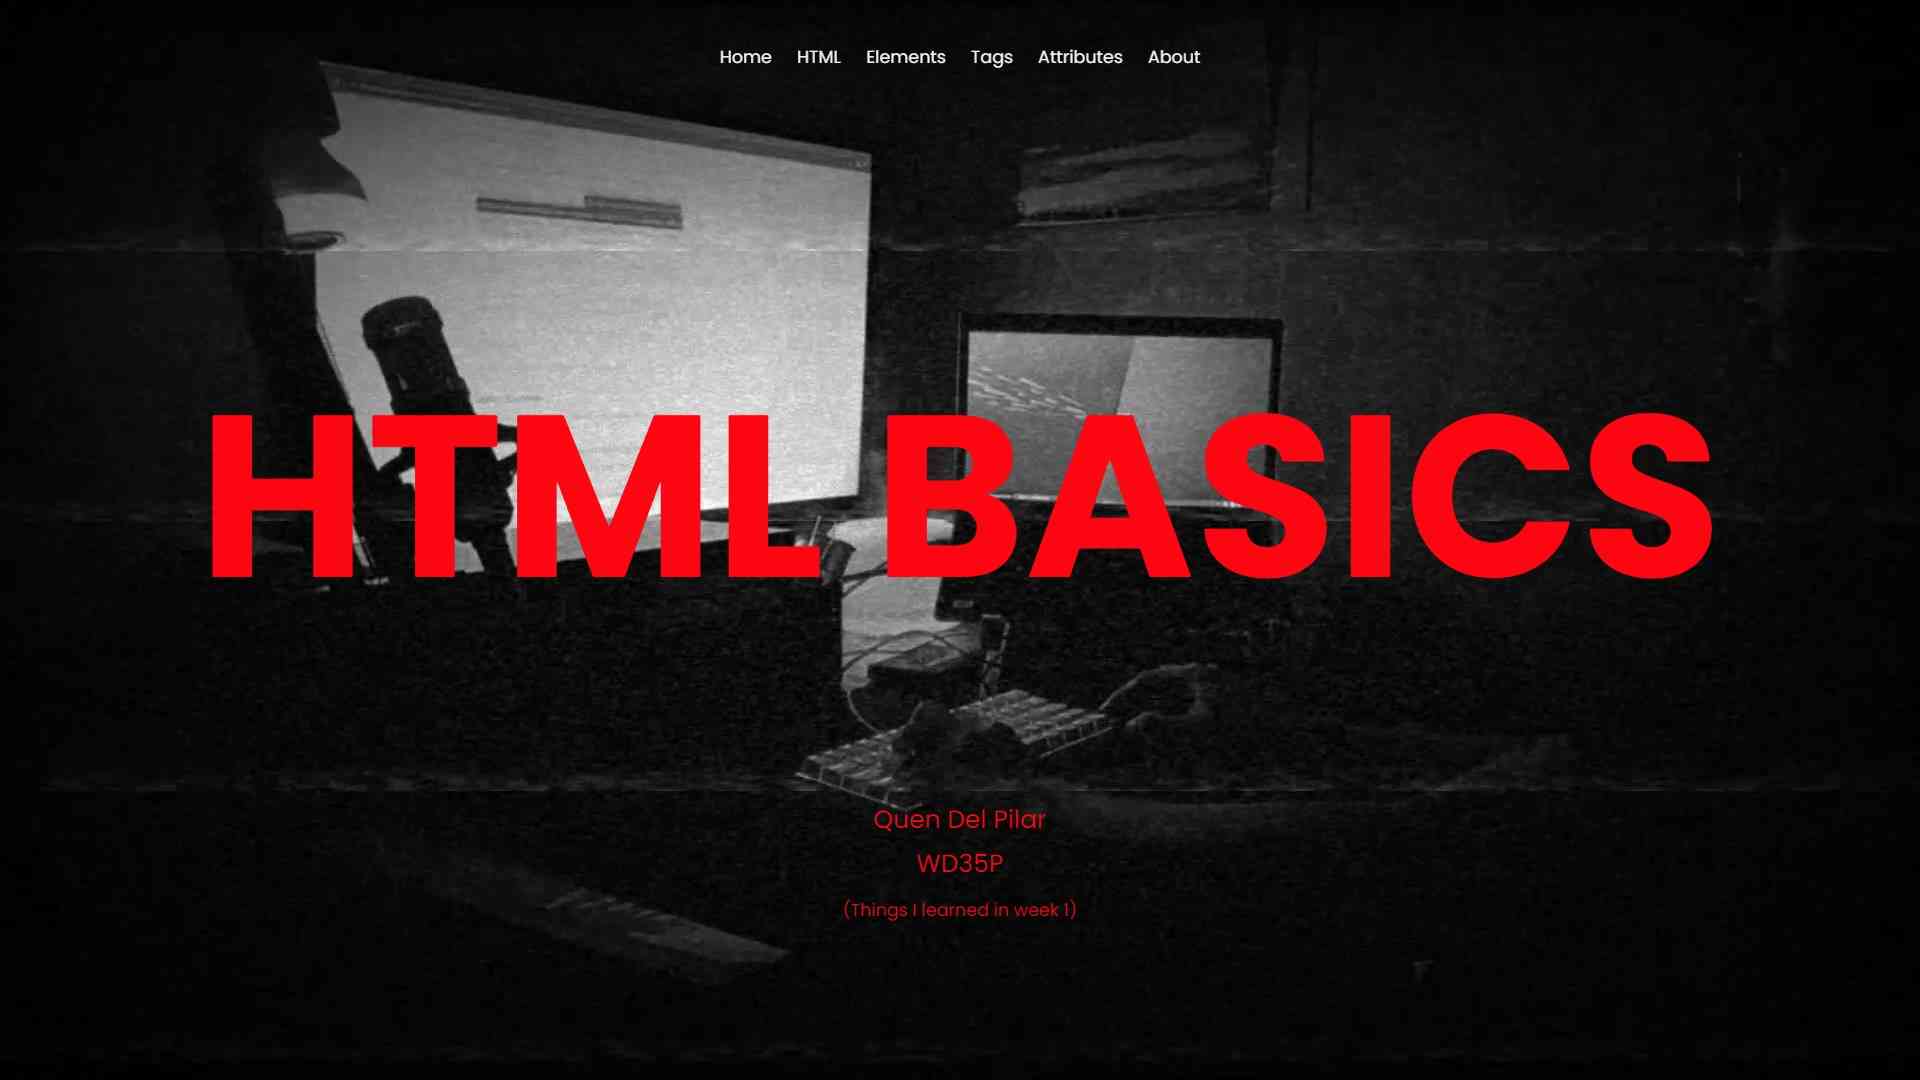 Home HTML Elements Tags Attributes About
HTML BASICS
Quen Del Pilar
WD35P
(Things I learned in week 1)